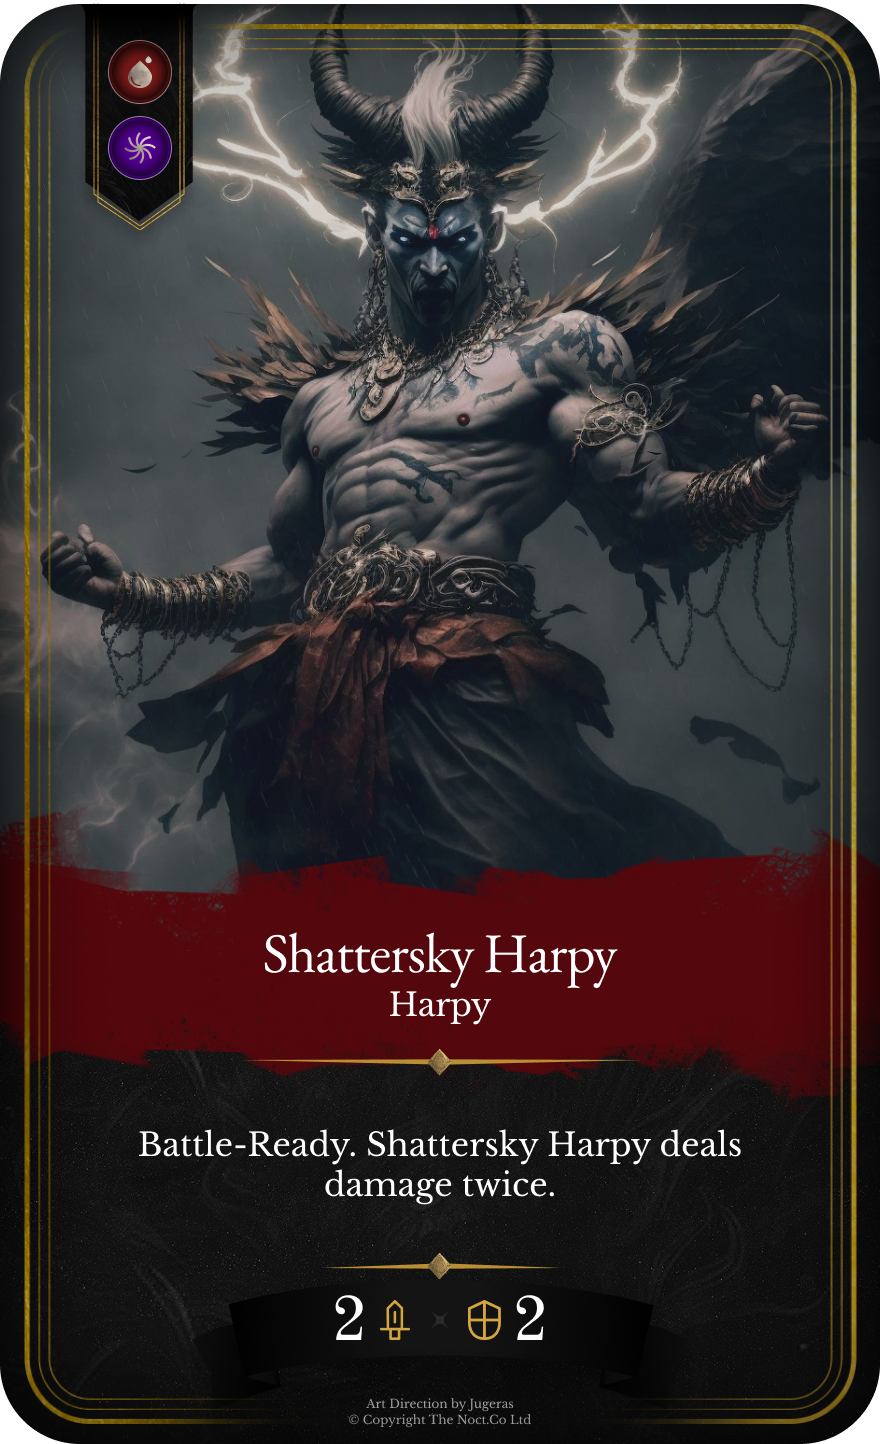 Shattersky Harpy
Harpy
Battle-Ready. Shattersky Harpy deals
damage twice.
2 2
Art Direction by Jugeras
© Copyright The Noct.Co Ltd